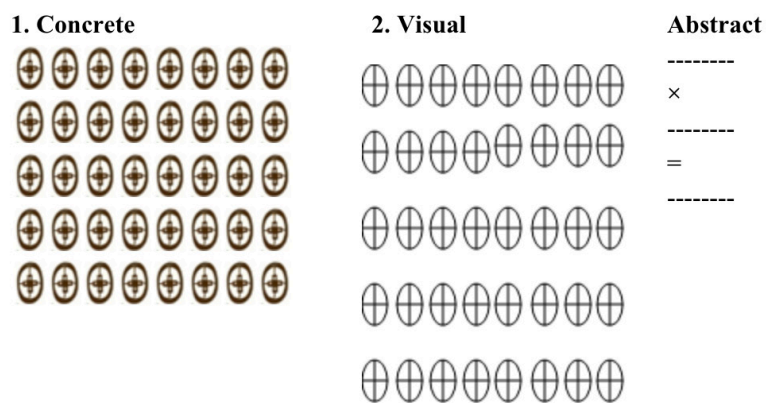 1. Concrete
2. Visual
Abstract
--------
×
--------
=
--------